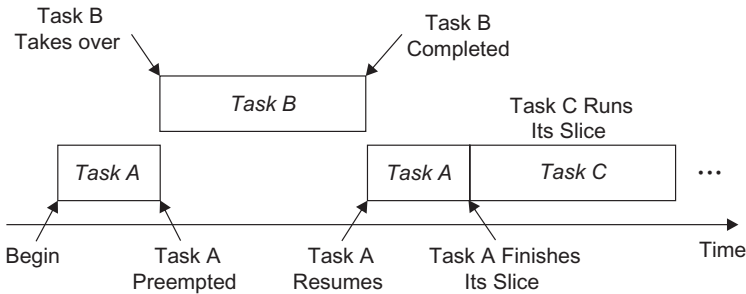 Task B
Takes over
Task B
Completed
Task B
Task C Runs
Its Slice
Task A
Task A
Task C
...
Begin
Task A
Preempted
Task A
Resumes
Task A Finishes
Its Slice
Time